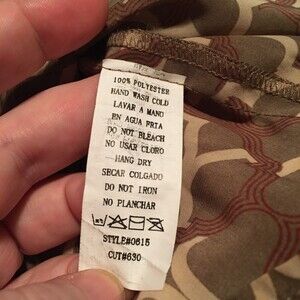 100% POLYESTER
HAND WASH COLD
LAVAR A MANO
EN AGUA FRIA
DO NOT BLEACH
NO USAR CLORO
HANG DRY
SECAR COLGADO
DO NOT IRON
NO PLANCHAR
STYLE#0615
CUT#630